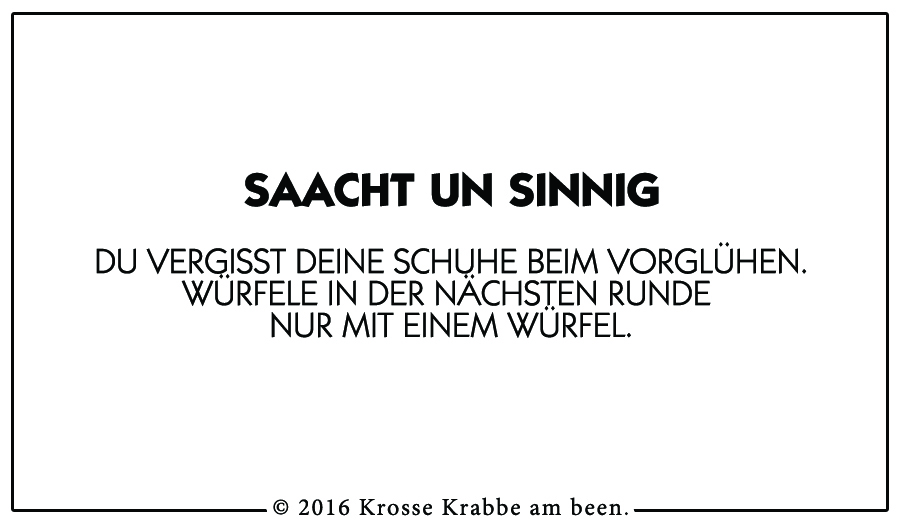 SAACHT UN SINNIG
DU VERGISST DEINE SCHUHE BEIM VORGLÜHEN.
WÜRFELE IN DER NÄCHSTEN RUNDE
NUR MIT EINEM WÜRFEL.
© 2016 Krosse Krabbe am been.